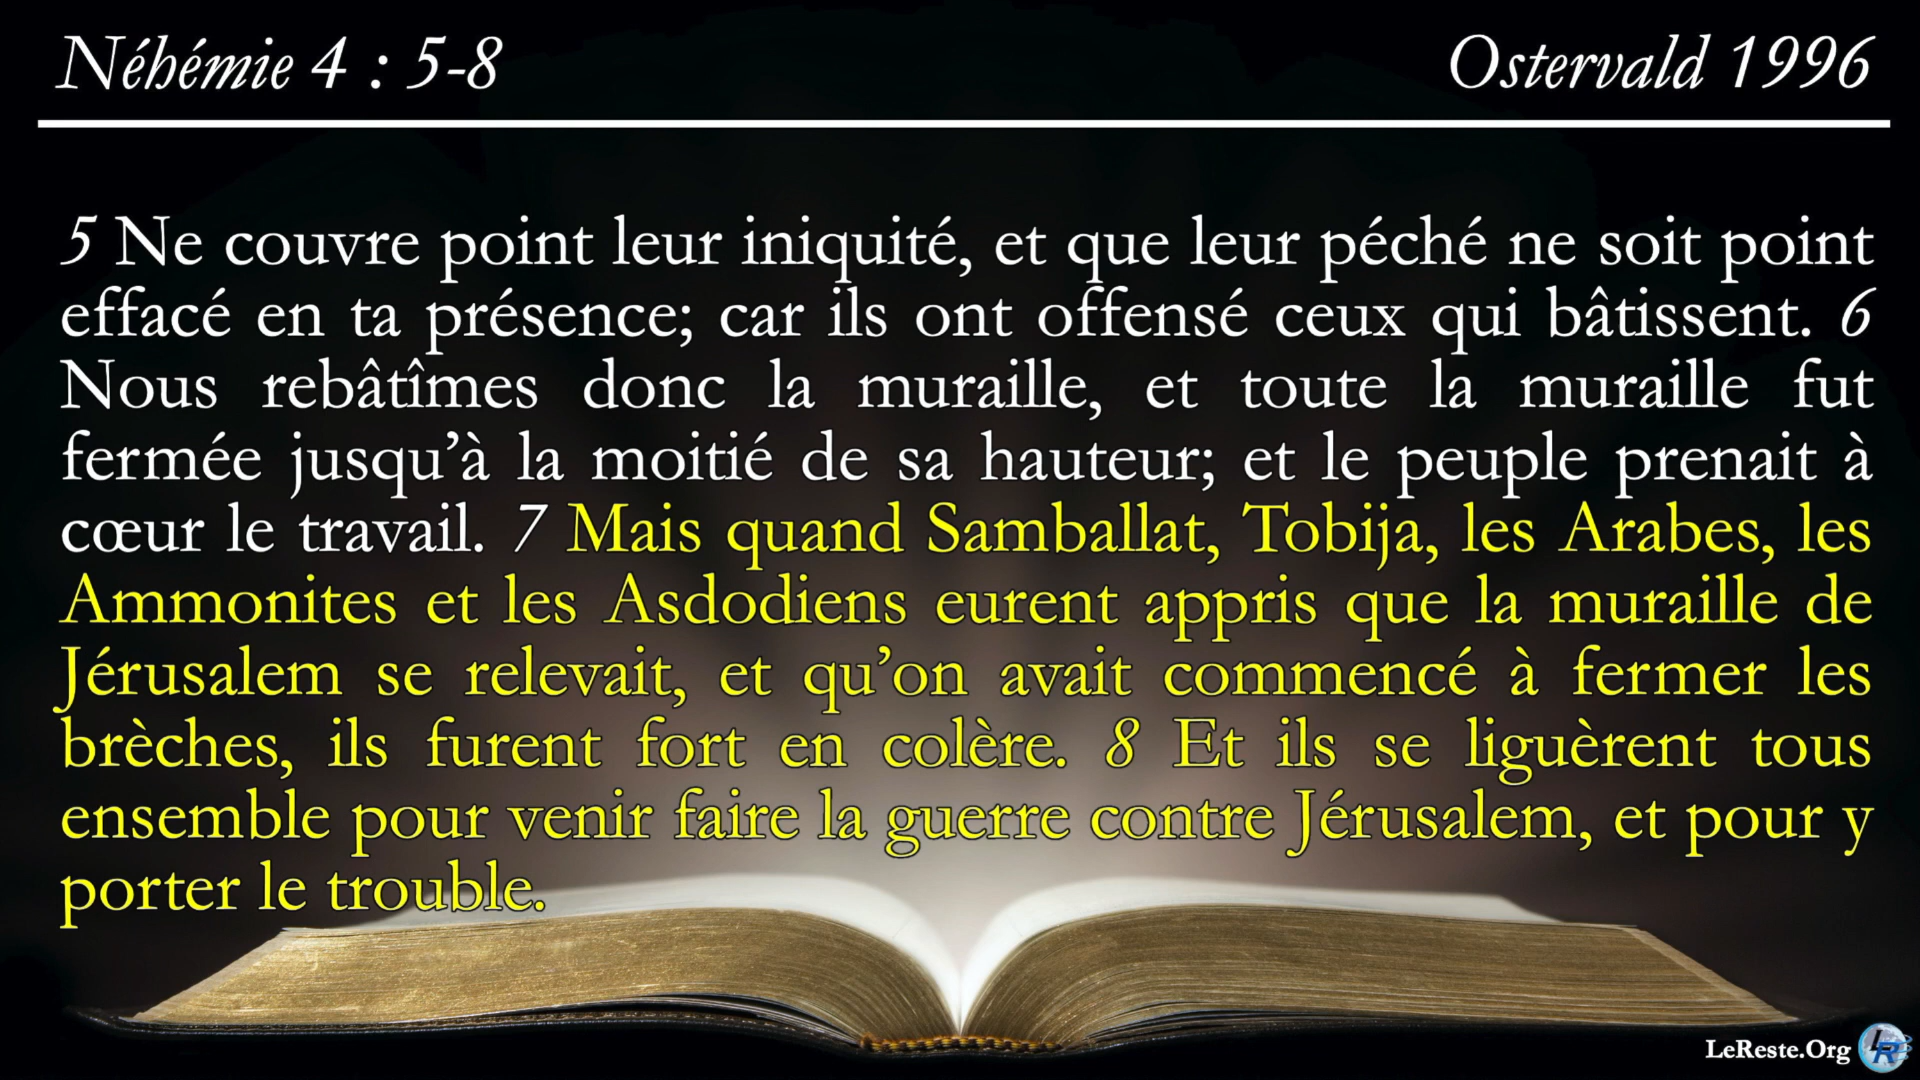 Néhémie 4 : 5-8
Ostervald 1996
5 Ne couvre point leur iniquité, et que leur péché ne soit point
effacé en ta présence; car ils ont offensé ceux qui bâtissent. 6
Nous rebâtîmes donc la muraille, et toute la muraille fut
fermée jusqu’à la moitié de sa hauteur; et le peuple prenait à
cœur le travail. 7 Mais quand Samballat, Tobija, les Arabes, les
Ammonites et les Asdodiens eurent appris que la muraille de
Jérusalem se relevait, et qu’on avait commencé à fermer les
brèches, ils furent fort en colère. 8 Et ils se liguèrent tous
ensemble pour venir faire la guerre contre Jérusalem, et pour y
porter le trouble.
LeReste.Org
LR